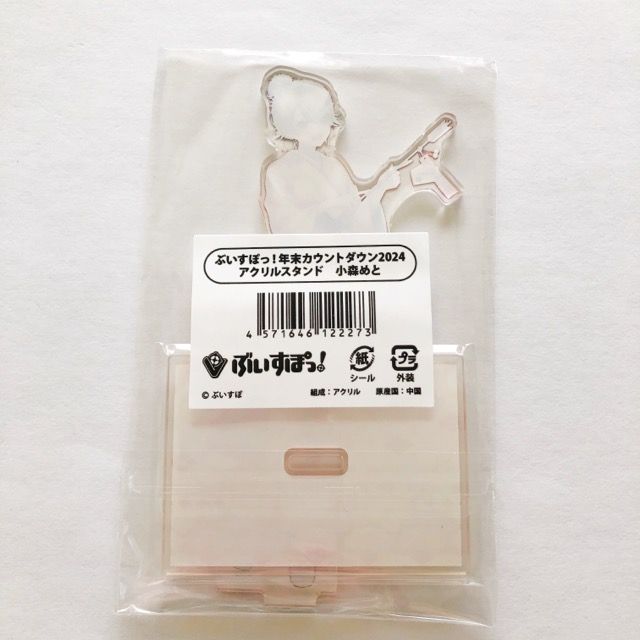 ぶいすぽっ!年末カウントダウン2024
アクリルスタンド 小森めと
4 571646 122273
ぶいすぽっ!
紙
シール
プラ
外装
© ぶいすぽ
組成:アクリル
原産国:中国